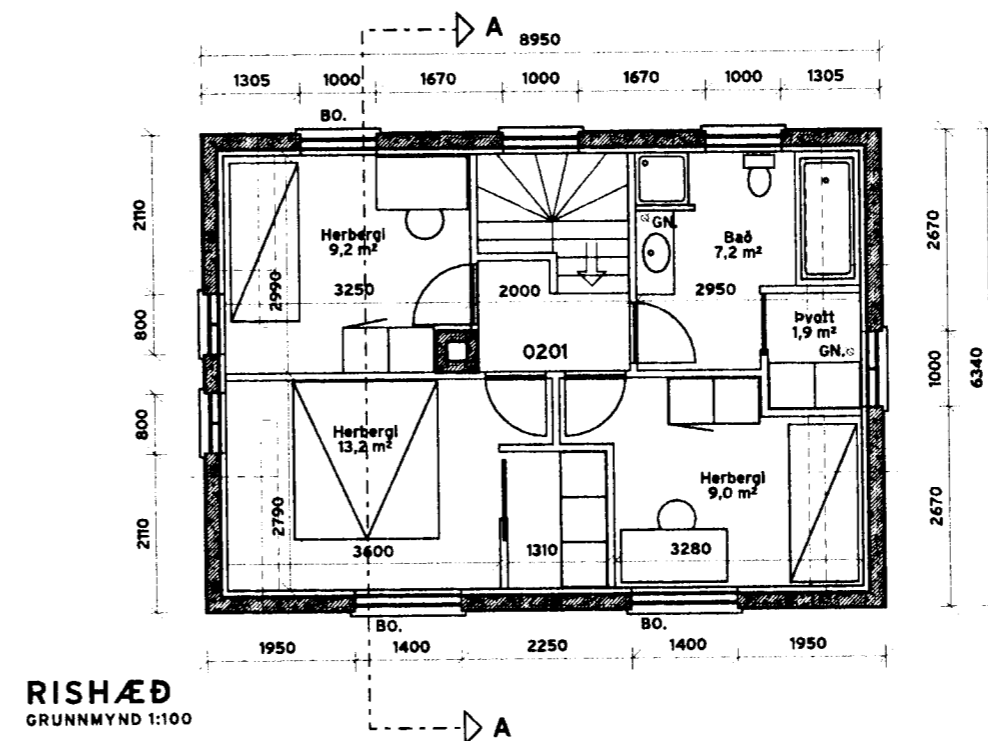 A
8950
1305 1000 1670 1000 1670 1000 1305
BO.
2110
800
800
2110
2670
1000
2670
6340
Herbergi
9,2 m²
2990
3250
2000
0201
GN.
Bað
7,2 m²
2950
Þvott
1,9 m²
GN.
Herbergi
13,2 m²
2790
3600
1310
Herbergi
9,0 m²
3280
BO.
BO.
1950 1400 2250 1400 1950
RISHÆÐ
GRUNNMYND 1:100
A